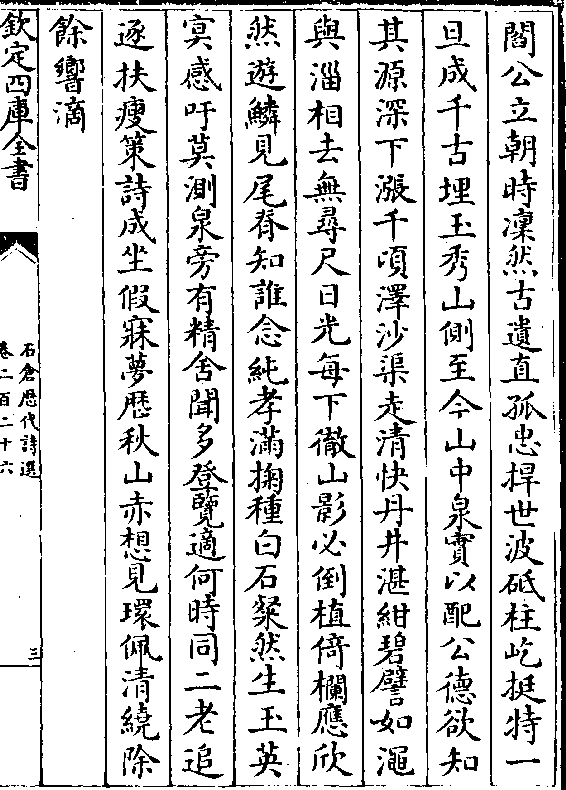 閻公立朝時凜然古遺直孤忠捍世波砥柱屹挺特一
旦成千古埋玉秀山側至今山中泉實以配公德欲知
其源深下漲千頃澤沙渠走清快丹井湛紺碧譬如澠
與淄相去無尋尺日光每下徹山影必倒植倚欄應欣
然遊鱗見尾脊知誰念純孝滿掬種白石粲然生玉英
冥感吁莫測泉旁有精舍聞多登覽適何時同二老追
逐扶瘦策詩成坐假寐夢歴秋山赤想見環佩清繞除
餘響滴
欽定四庫全書
石倉歴代詩選
卷二百二十六
三